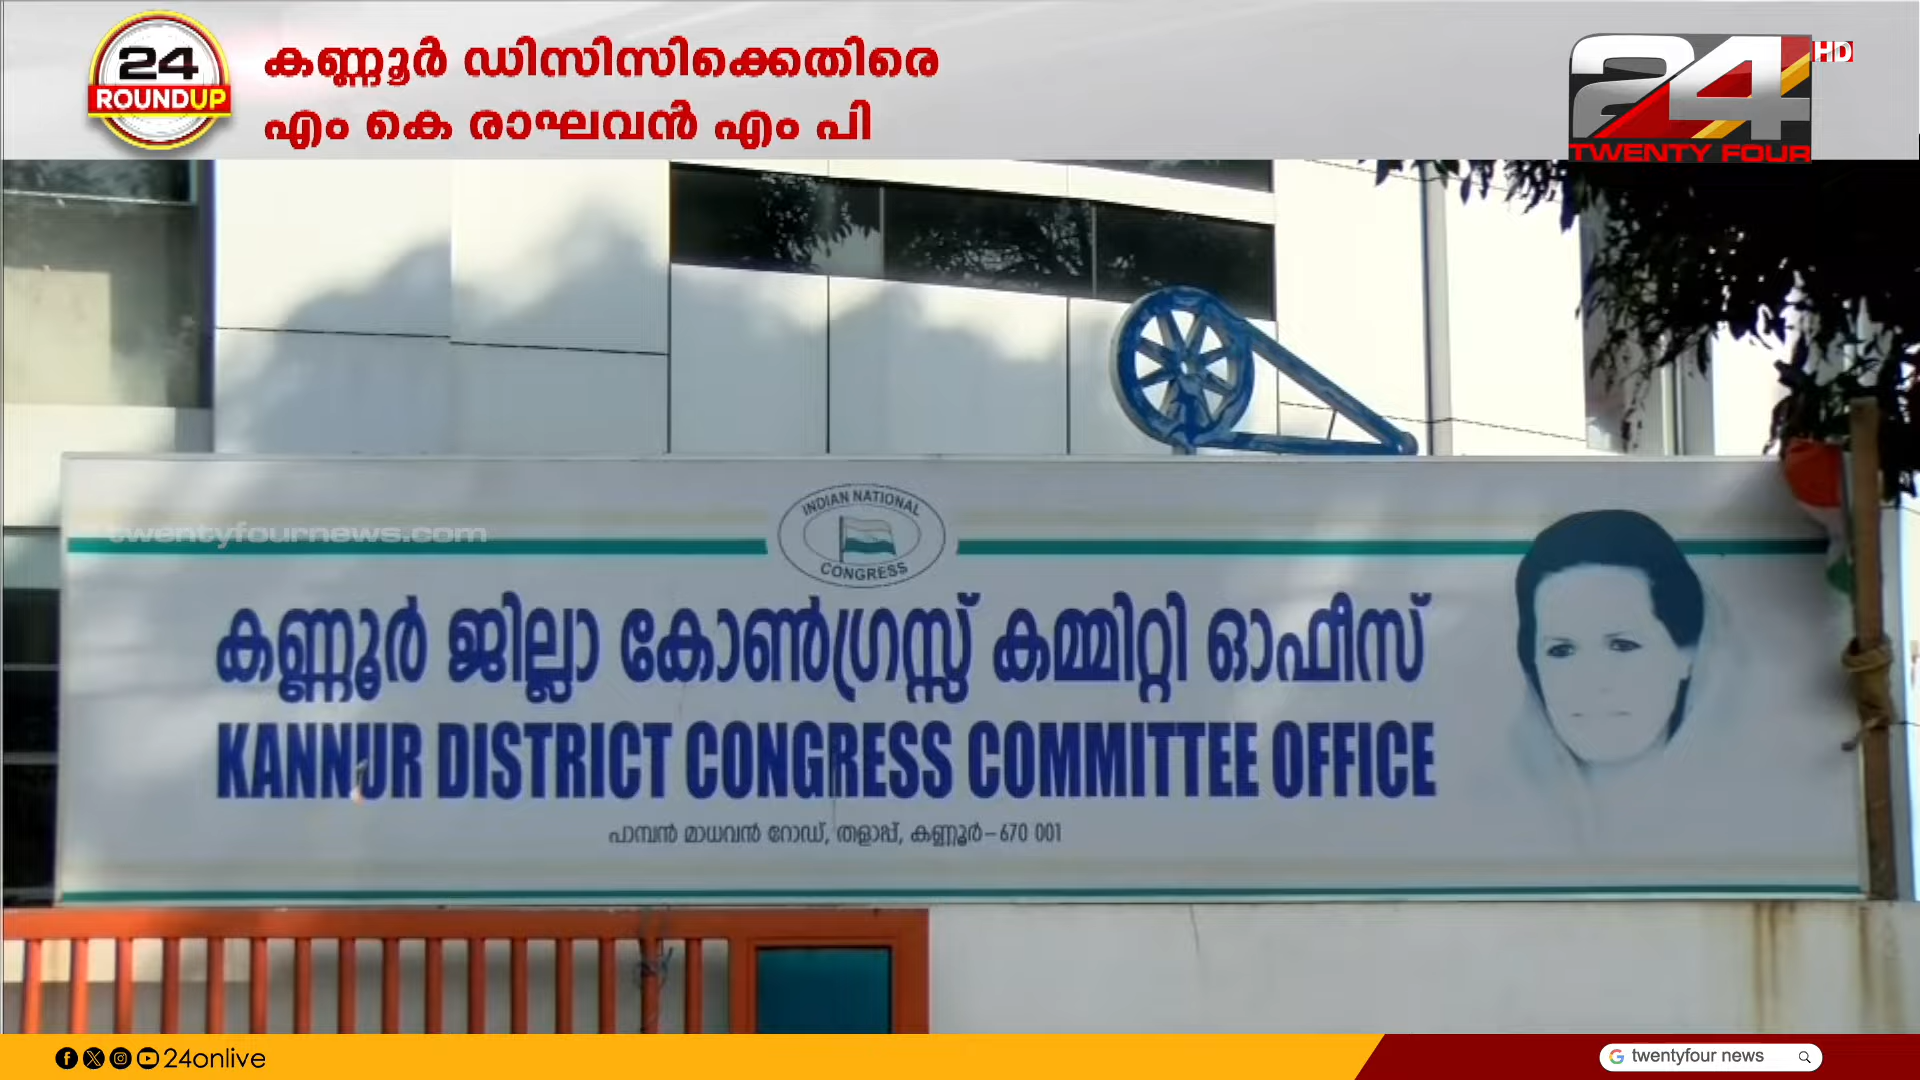 24
ROUNDUP
കണ്ണൂർ ഡിസിസിക്കെതിരെ
എം കെ രാഘവൻ എം പി
24
HD
TWENTY FOUR
twentyfournews.com
INDIAN NATIONAL
CONGRESS
കണ്ണൂർ ജില്ലാ കോൺഗ്രസ്സ് കമ്മിറ്റി ഓഫീസ്
KANNUR DISTRICT CONGRESS COMMITTEE OFFICE
പാമ്പൻ മാധവൻ റോഡ്, തളാപ്പ്, കണ്ണൂർ-670 001
24onlive
twentyfour news